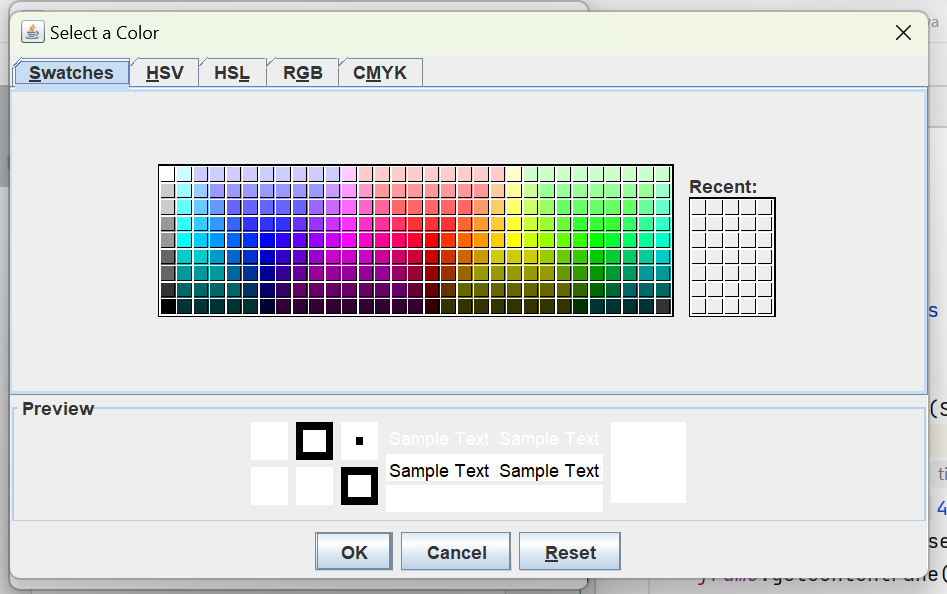 Select a Color
Swatches HSV HSL RGB CMYK
Recent:
Preview
Sample Text Sample Text
Sample Text Sample Text
OK Cancel Reset